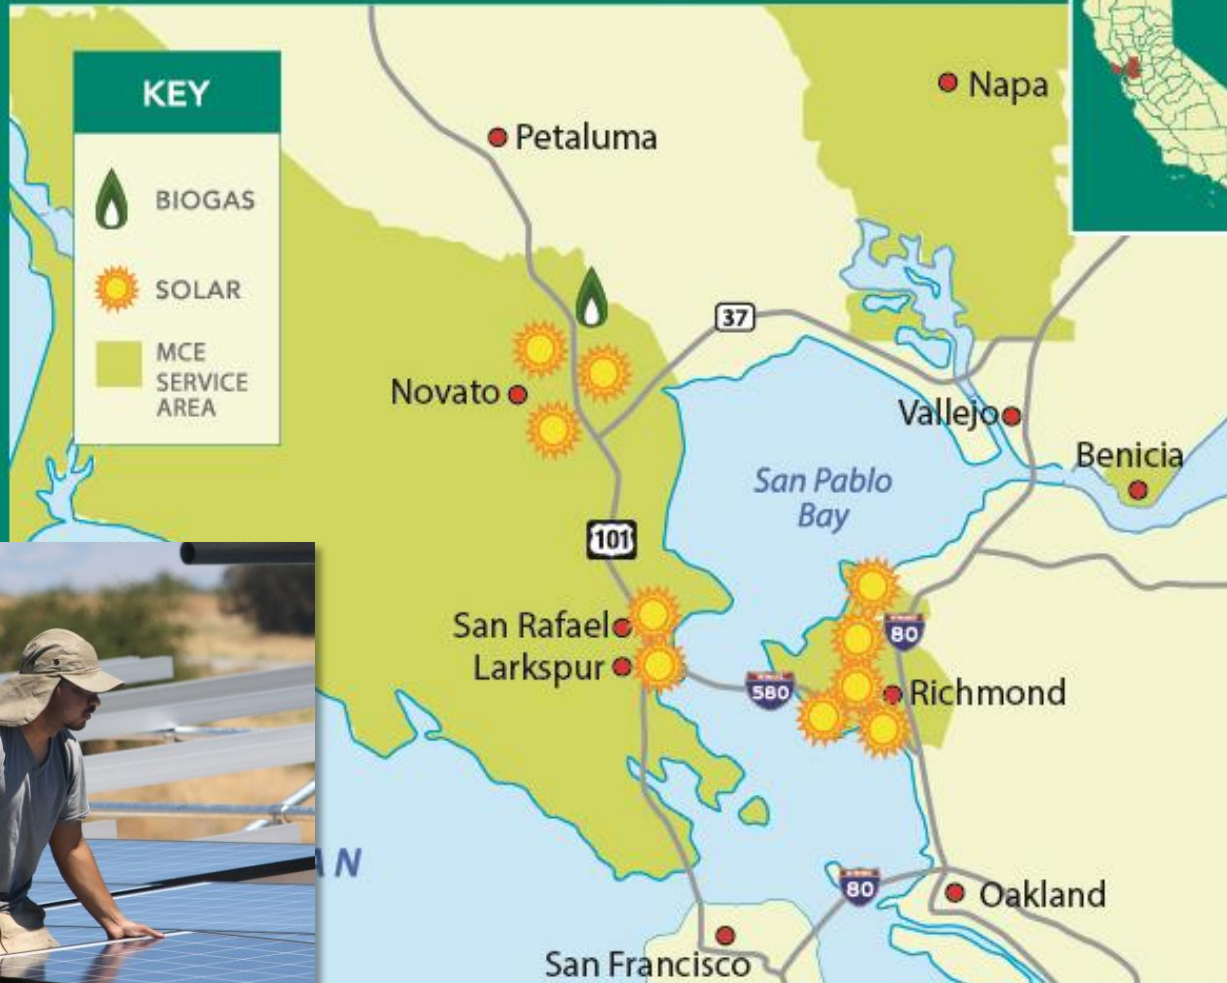 KEY
BIOGAS
SOLAR
MCE
SERVICE
AREA
Napa
Petaluma
37
Novato
Vallejo
Benicia
San Pablo
Bay
101
San Rafael
80
Larkspur
580
Richmond
AN
80
Oakland
San Francisco